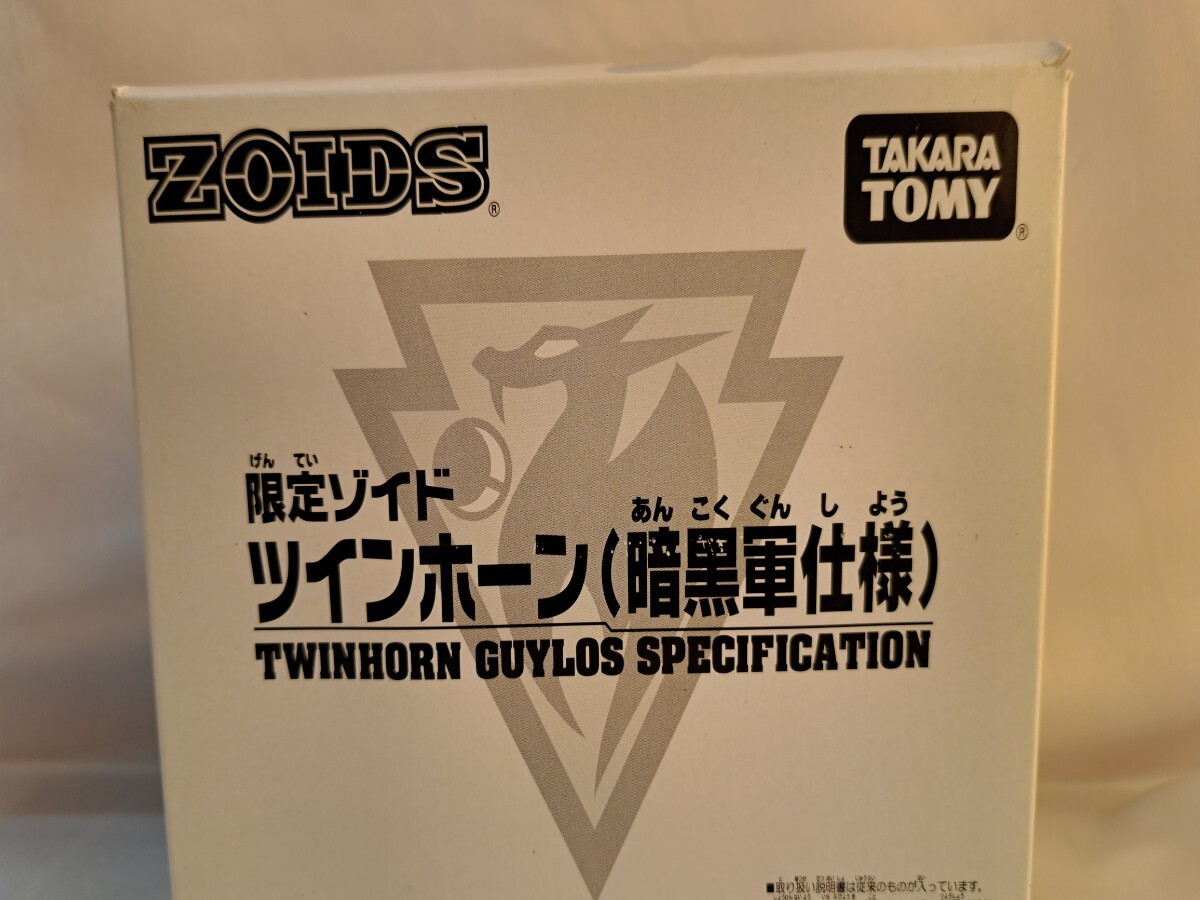 ZOIDS®
TAKARA
TOMY®
げん てい
限定ゾイド
あん こく ぐん し よう
ツインホーン(暗黒軍仕様)
TWINHORN GUYLOS SPECIFICATION
■取り扱い説明書は従来のものが入っています。